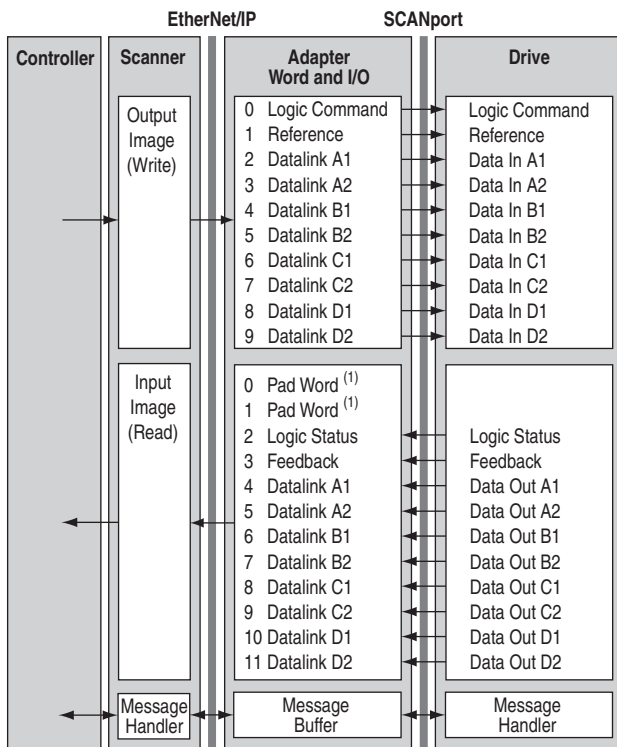 EtherNet/IP SCANport
Controller Scanner Adapter Word and I/O Drive
Output Image (Write)
0 Logic Command Logic Command
1 Reference Reference
2 Datalink A1 Data In A1
3 Datalink A2 Data In A2
4 Datalink B1 Data In B1
5 Datalink B2 Data In B2
6 Datalink C1 Data In C1
7 Datalink C2 Data In C2
8 Datalink D1 Data In D1
9 Datalink D2 Data In D2
Input Image (Read)
0 Pad Word (1)
1 Pad Word (1)
2 Logic Status Logic Status
3 Feedback Feedback
4 Datalink A1 Data Out A1
5 Datalink A2 Data Out A2
6 Datalink B1 Data Out B1
7 Datalink B2 Data Out B2
8 Datalink C1 Data Out C1
9 Datalink C2 Data Out C2
10 Datalink D1 Data Out D1
11 Datalink D2 Data Out D2
Message Handler Message Buffer Message Handler